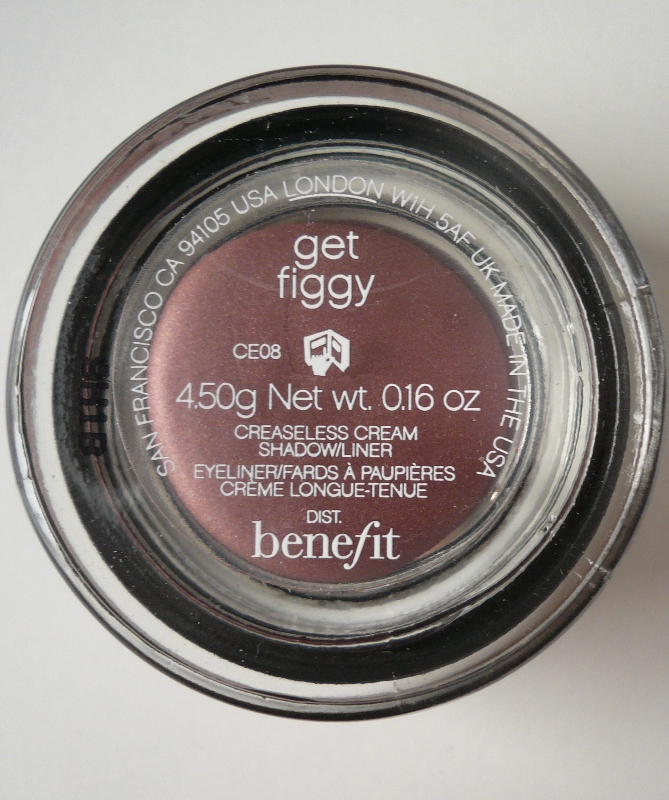 SAN FRANCISCO CA 94105 USA LONDON W1H 5AF UK MADE IN THE USA
get
figgy
CE08
4.50g Net wt. 0.16 oz
CREASELESS CREAM
SHADOW/LINER
EYELINER/FARDS À PAUPIÈRES
CRÈME LONGUE-TENUE
DIST.
benefit